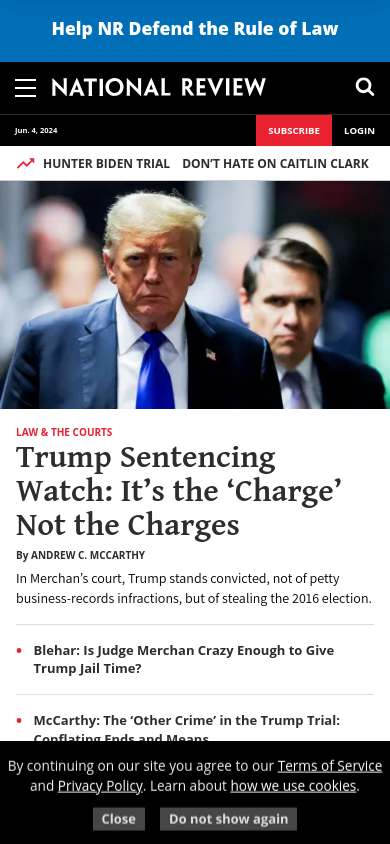 Help NR Defend the Rule of Law
NATIONAL REVIEW
Jun. 4, 2024
SUBSCRIBE
LOGIN
HUNTER BIDEN TRIAL DON’T HATE ON CAITLIN CLARK
LAW & THE COURTS
Trump Sentencing
Watch: It’s the ‘Charge’
Not the Charges
By ANDREW C. MCCARTHY
In Merchan’s court, Trump stands convicted, not of petty
business-records infractions, but of stealing the 2016 election.
• Blehar: Is Judge Merchan Crazy Enough to Give
Trump Jail Time?
• McCarthy: The ‘Other Crime’ in the Trump Trial:
Conflating Ends and Means
By continuing on our site you agree to our Terms of Service
and Privacy Policy. Learn about how we use cookies.
Close
Do not show again